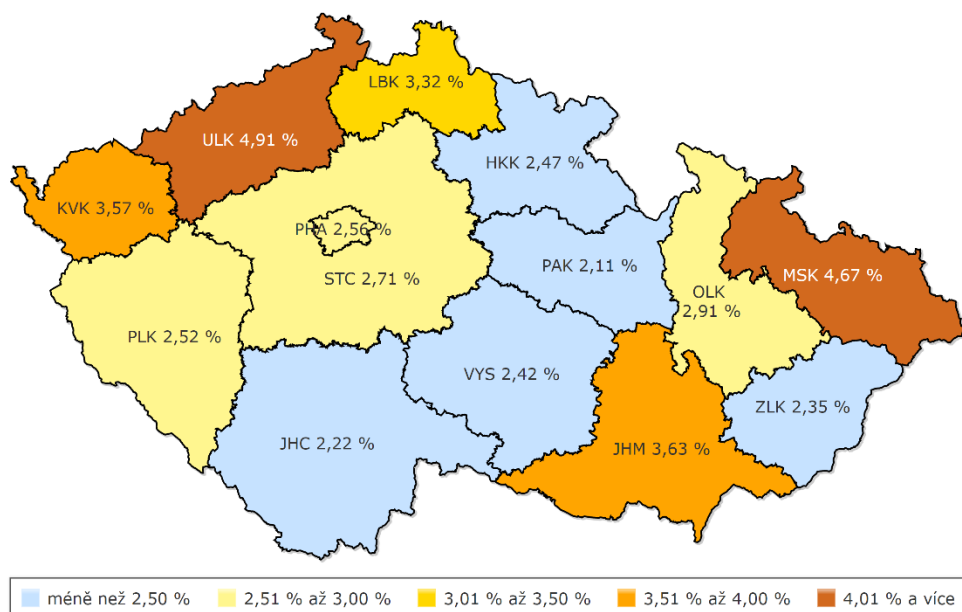 LBK 3,32 %
ULK 4,91 %
HKK 2,47 %
KVK 3,57 %
PRA 2,56 %
PAK 2,11 %
STC 2,71 %
MSK 4,67 %
OLK
2,91 %
PLK 2,52 %
VYS 2,42 %
ZLK 2,35 %
JHC 2,22 %
JHM 3,63 %
méně než 2,50 % 2,51 % až 3,00 % 3,01 % až 3,50 % 3,51 % až 4,00 % 4,01 % a více